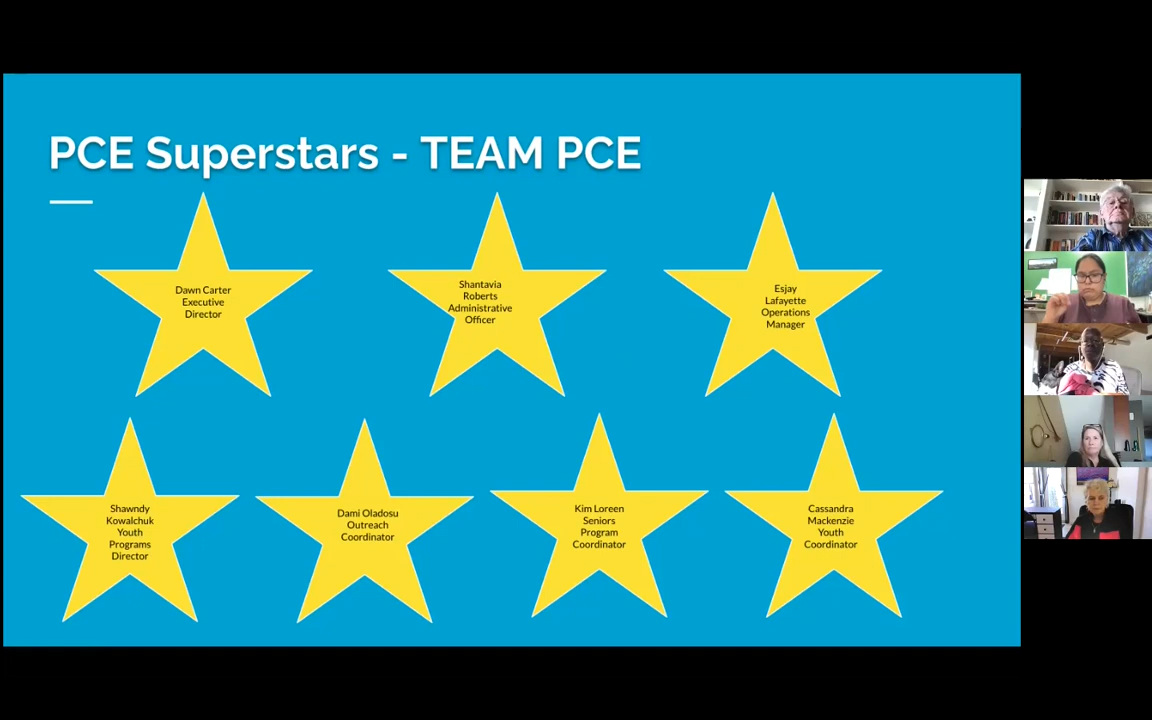 PCE Superstars - TEAM PCE
Dawn Carter
Executive
Director
Shantavia
Roberts
Administrative
Officer
Esjay
Lafayette
Operations
Manager
Shawndy
Kowalchuk
Youth
Programs
Director
Dami Oladosu
Outreach
Coordinator
Kim Loreen
Seniors
Program
Coordinator
Cassandra
Mackenzie
Youth
Coordinator